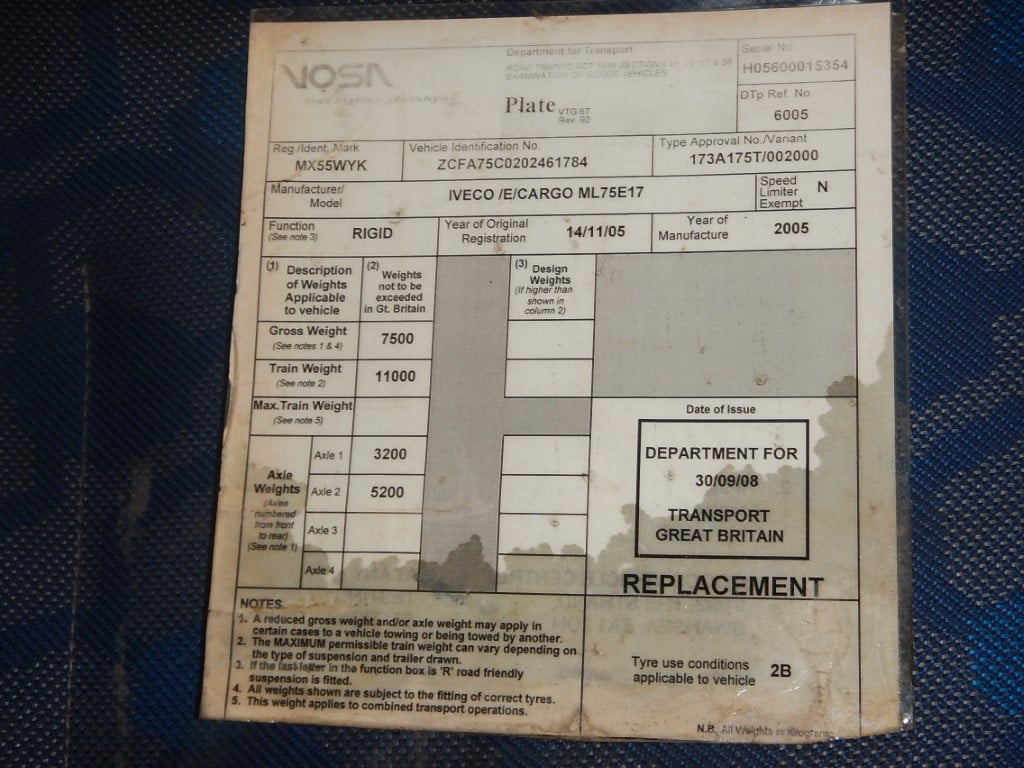 VOSA
Department for Transport
Plate VTG 6T
Rev. 92
Serial No
H05600015354
DTp Ref. No.
6005
Reg./Ident. Mark
MX55WYK
Vehicle Identification No.
ZCFA75C0202461784
Type Approval No./Variant
173A175T/002000
Manufacturer/
Model
IVECO /E/CARGO ML75E17
Speed
Limiter
Exempt
N
Function
(See note 3)
RIGID
Year of Original
Registration
14/11/05
Year of
Manufacture
2005
(1) Description
of Weights
Applicable
to vehicle
(2) Weights
not to be
exceeded
in Gt. Britain
(3) Design
Weights
(If higher than
shown in
column 2)
Gross Weight
(See notes 1 & 4)
7500
Train Weight
(See note 2)
11000
Max.Train Weight
(See note 5)
Axle
Weights
(Axles
numbered
from front
to rear)
(See note 1)
Axle 1
3200
Axle 2
5200
Axle 3
Axle 4
Date of Issue
DEPARTMENT FOR
30/09/08
TRANSPORT
GREAT BRITAIN
REPLACEMENT
NOTES
1. A reduced gross weight and/or axle weight may apply in
certain cases to a vehicle towing or being towed by another.
2. The MAXIMUM permissible train weight can vary depending on
the type of suspension and trailer drawn.
3. If the last letter in the function box is 'R' road friendly
suspension is fitted.
4. All weights shown are subject to the fitting of correct tyres.
5. This weight applies to combined transport operations.
Tyre use conditions
applicable to vehicle
2B
N.B. All Weights in Kilograms